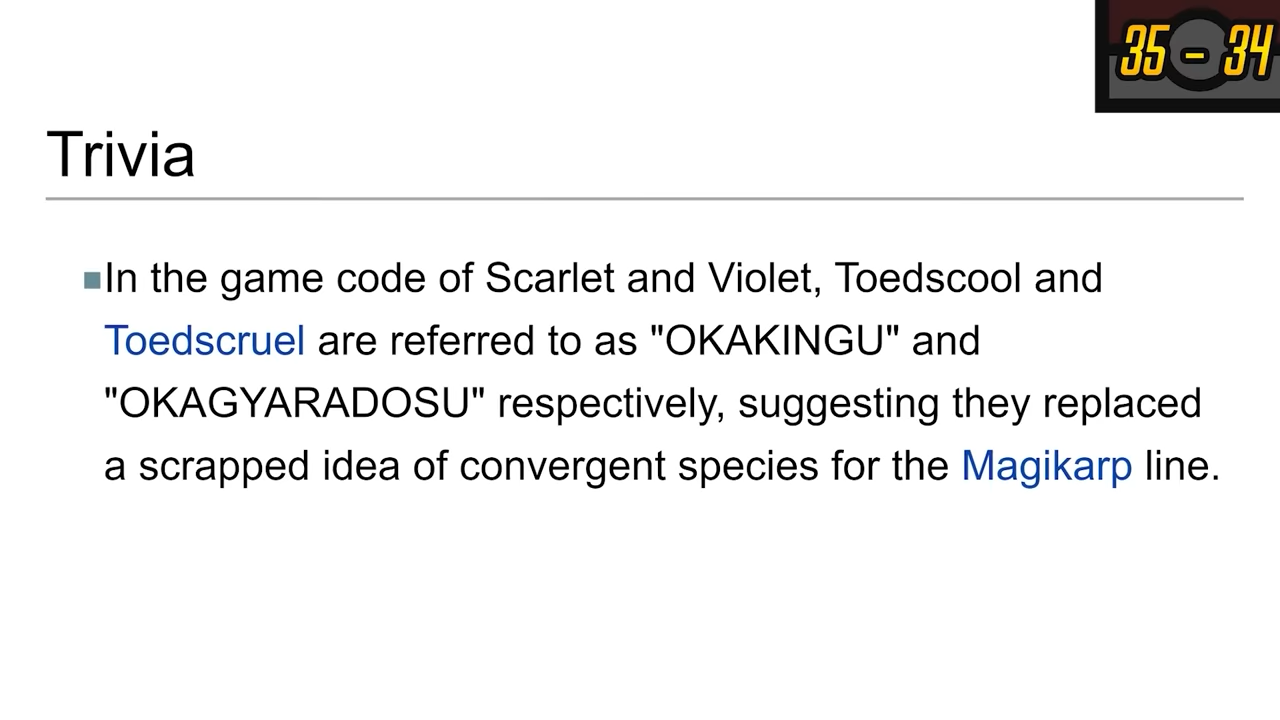 35 - 34
Trivia
In the game code of Scarlet and Violet, Toedscool and
Toedscruel are referred to as "OKAKINGU" and
"OKAGYARADOSU" respectively, suggesting they replaced
a scrapped idea of convergent species for the Magikarp line.